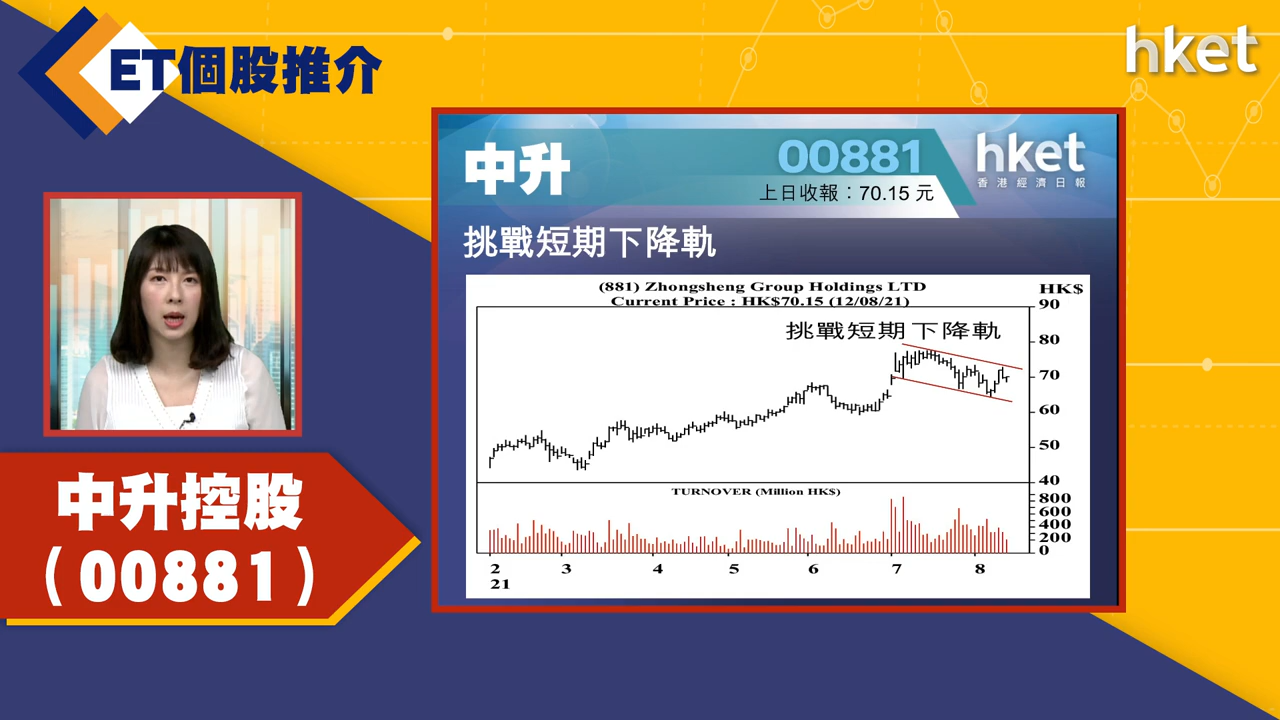 ET個股推介
hket
中升
00881
上日收報：70.15 元
hket
香港經濟日報
挑戰短期下降軌
(881) Zhongsheng Group Holdings LTD
Current Price : HK$70.15 (12/08/21)
HK$
挑戰短期下降軌
90
80
70
60
50
40
TURNOVER (Million HK$)
800
600
400
200
0
2 3 4 5 6 7 8
21
中升控股
（00881）